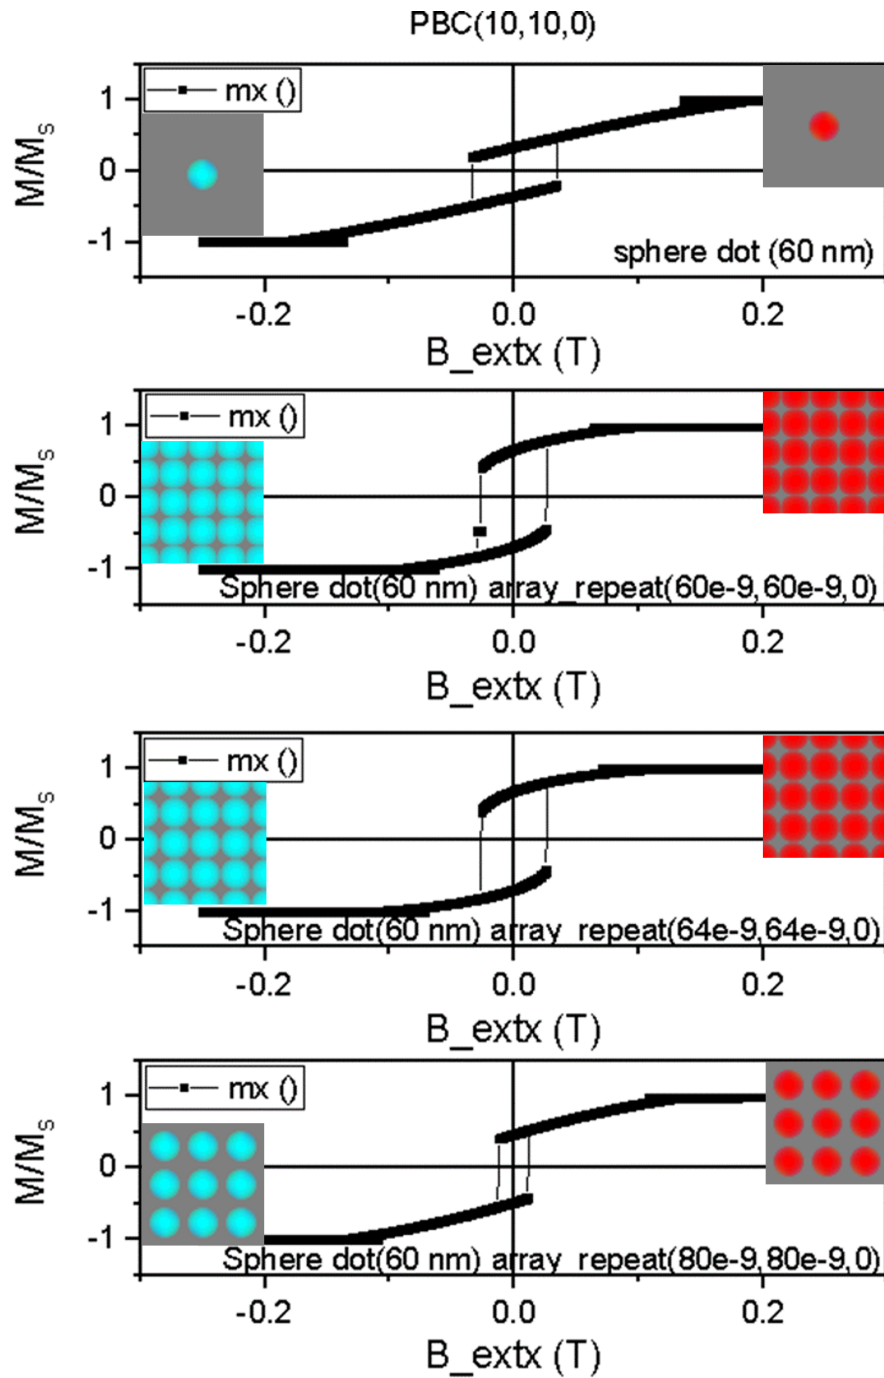 PBC(10,10,0)
mx ()
M/Ms
1
0
-1
sphere dot (60 nm)
-0.2 0.0 0.2
B_extx (T)
mx ()
M/Ms
1
0
-1
Sphere dot(60 nm) array_repeat(60e-9,60e-9,0)
-0.2 0.0 0.2
B_extx (T)
mx ()
M/Ms
1
0
-1
Sphere dot(60 nm) array_repeat(64e-9,64e-9,0)
-0.2 0.0 0.2
B_extx (T)
mx ()
M/Ms
1
0
-1
Sphere dot(60 nm) array_repeat(80e-9,80e-9,0)
-0.2 0.0 0.2
B_extx (T)